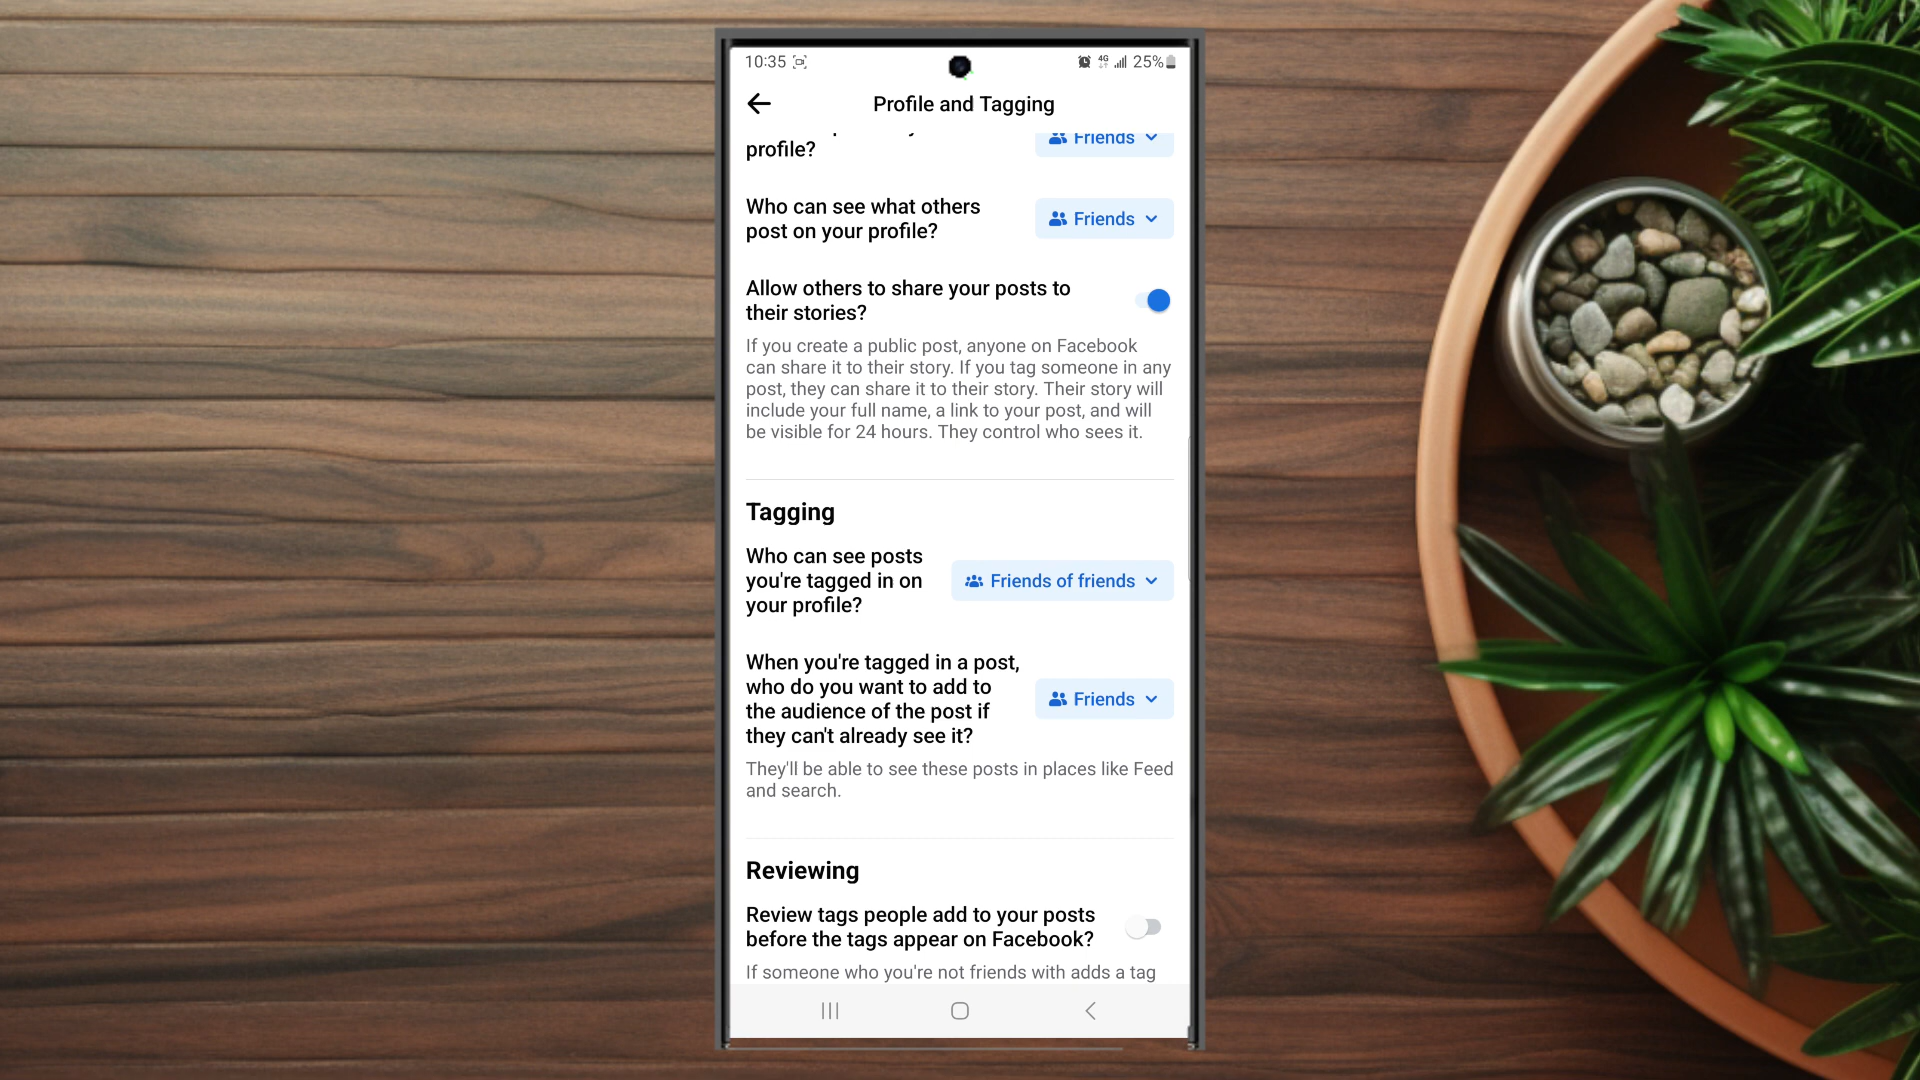 10:35
4G
25%
Profile and Tagging
profile?
Friends
Who can see what others
post on your profile?
Friends
Allow others to share your posts to
their stories?
If you create a public post, anyone on Facebook
can share it to their story. If you tag someone in any
post, they can share it to their story. Their story will
include your full name, a link to your post, and will
be visible for 24 hours. They control who sees it.
Tagging
Who can see posts
you're tagged in on
your profile?
Friends of friends
When you're tagged in a post,
who do you want to add to
the audience of the post if
they can't already see it?
Friends
They'll be able to see these posts in places like Feed
and search.
Reviewing
Review tags people add to your posts
before the tags appear on Facebook?
If someone who you're not friends with adds a tag